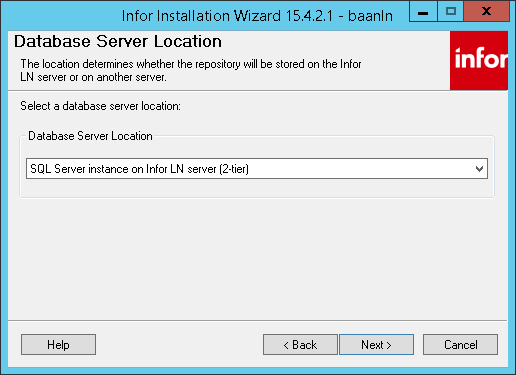 Infor Installation Wizard 15.4.2.1 - baanln
Database Server Location
The location determines whether the repository will be stored on the Infor
LN server or on another server.
infor
Select a database server location:
Database Server Location
SQL Server instance on Infor LN server (2-tier)
Help
< Back
Next >
Cancel